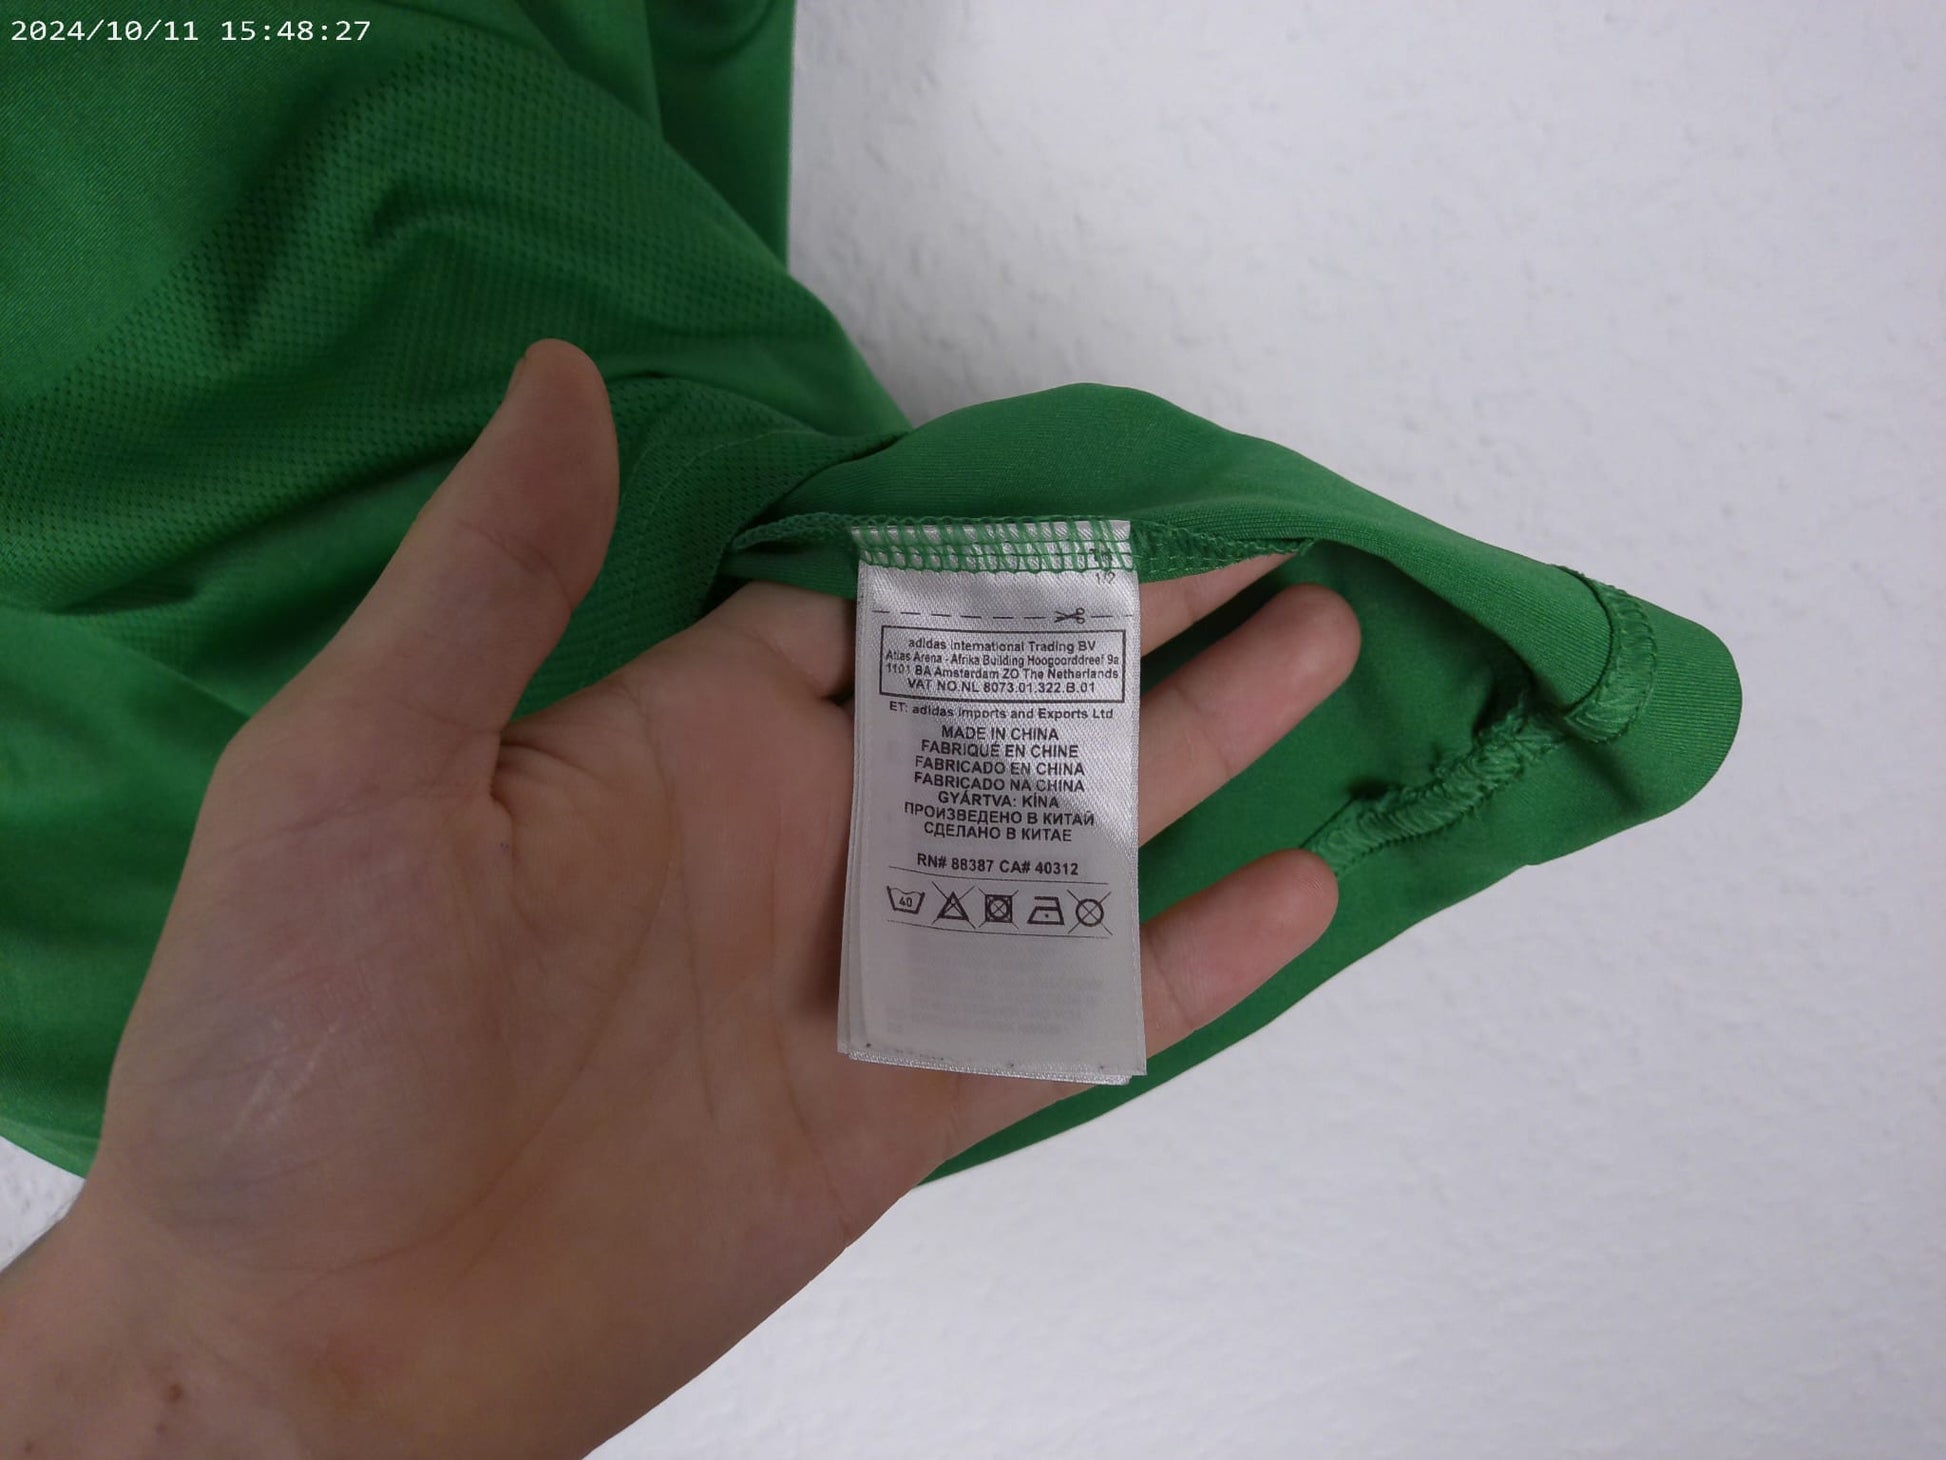 2024/10/11 15:48:27
adidas International Trading BV
Atlas Arena - Afrika Building Hoogoorddreef 9a
1101 BA Amsterdam ZO The Netherlands
VAT NO.NL 8073.01.322.B.01
ET: adidas Imports and Exports Ltd
MADE IN CHINA
FABRIQUÉ EN CHINE
FABRICADO EN CHINA
FABRICADO NA CHINA
GYÁRTVA: KÍNA
ПРОИЗВЕДЕНО В КИТАЙ
СДЕЛАНО В КИТАЕ
RN# 88387 CA# 40312
40